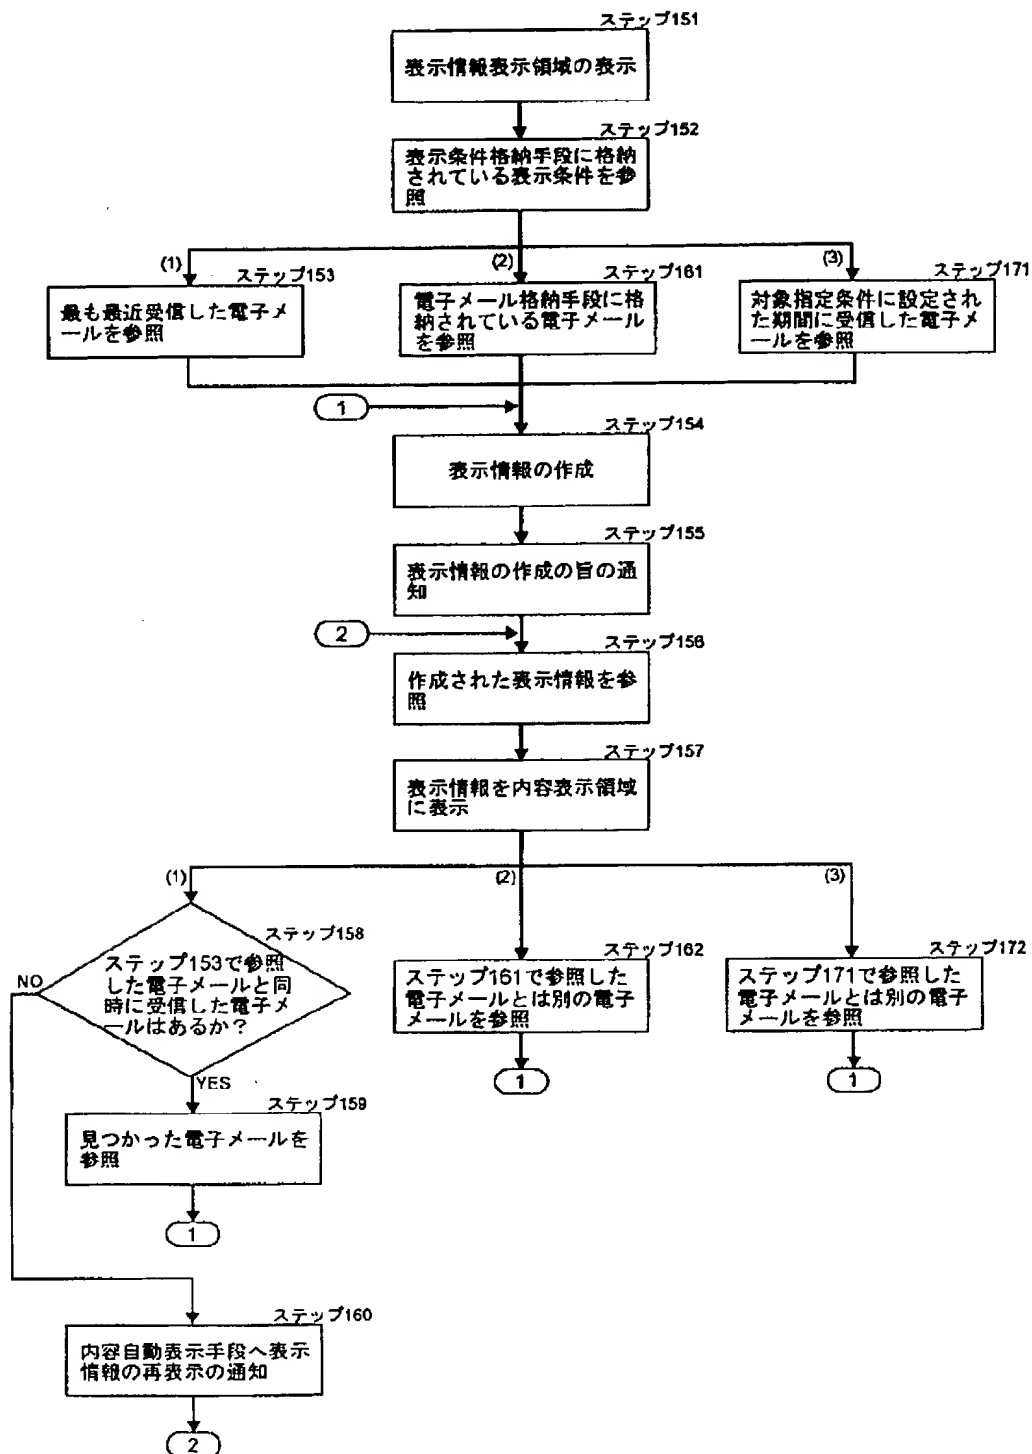 ステップ151
表示情報表示領域の表示
ステップ152
表示条件格納手段に格納
されている表示条件を参
照
(1)
(2)
(3)
ステップ153
最も最近受信した電子メ
ールを参照
ステップ161
電子メール格納手段に格
納されている電子メール
を参照
ステップ171
対象指定条件に設定され
た期間に受信した電子メ
ールを参照
1
ステップ154
表示情報の作成
ステップ155
表示情報の作成の旨の通
知
2
ステップ156
作成された表示情報を参
照
ステップ157
表示情報を内容表示領域
に表示
(1)
(2)
(3)
ステップ158
ステップ153で参照
した電子メールと同
時に受信した電子メ
ールはあるか?
NO
YES
ステップ162
ステップ161で参照した
電子メールとは別の電子
メールを参照
1
ステップ172
ステップ171で参照した
電子メールとは別の電子
メールを参照
1
ステップ159
見つかった電子メールを
参照
1
ステップ160
内容自動表示手段へ表示
情報の再表示の通知
2